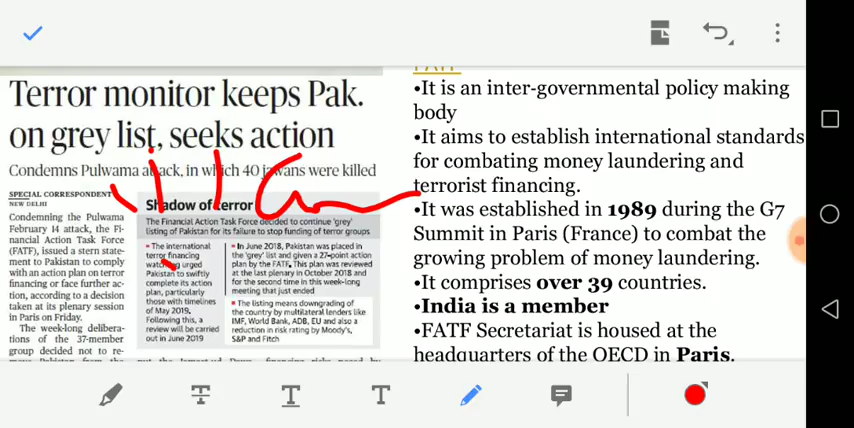 Terror monitor keeps Pak.
on grey list, seeks action
Condemns Pulwama attack, in which 40 jawans were killed
SPECIAL CORRESPONDENT
NEW DELHI
Condemning the Pulwama
February 14 attack, the Fi-
nancial Action Task Force
(FATF), issued a stern state-
ment to Pakistan to comply
with an action plan on terror
financing or face further ac-
tion, according to a decision
taken at its plenary session
in Paris on Friday.
The week-long delibera-
tions of the 37-member
group decided not to re-
Shadow of terror
The Financial Action Task Force decided to continue 'grey'
listing of Pakistan for its failure to stop funding of terror groups
▪ The international
terror financing
watchdog urged
Pakistan to swiftly
complete its action
plan, particularly
those with timelines
of May 2019.
Following this, a
review will be carried
out in June 2019
▪ In June 2018, Pakistan was placed in
the 'grey' list and given a 27-point action
plan by the FATF. This plan was reviewed
at the last plenary in October 2018 and
for the second time in this week-long
meeting that just ended
▪ The listing means downgrading of
the country by multilateral lenders like
IMF, World Bank, ADB, EU and also a
reduction in risk rating by Moody's,
S&P and Fitch
FATF
•It is an inter-governmental policy making
body
•It aims to establish international standards
for combating money laundering and
terrorist financing.
•It was established in 1989 during the G7
Summit in Paris (France) to combat the
growing problem of money laundering.
•It comprises over 39 countries.
•India is a member
•FATF Secretariat is housed at the
headquarters of the OECD in Paris.